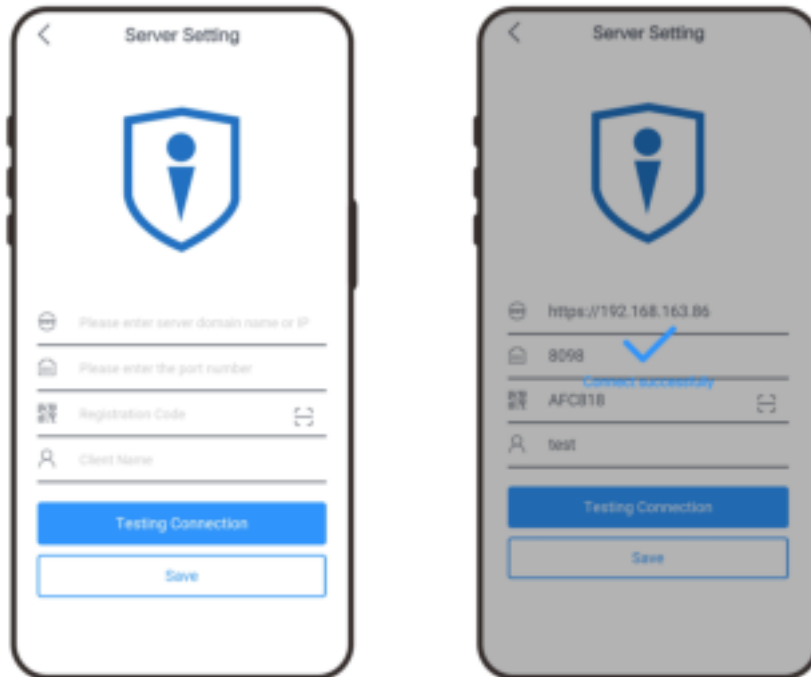 Server Setting
Please enter server domain name or IP
Please enter the port number
Registration Code
Client Name
Testing Connection
Save
Server Setting
https://192.168.163.86
8098
Connect successfully
AFC818
test
Testing Connection
Save